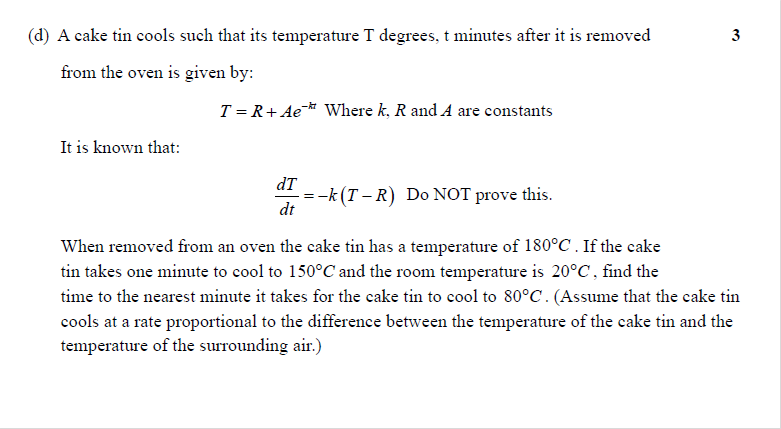 (d) A cake tin cools such that its temperature T degrees, t minutes after it is removed 3
from the oven is given by:
T = R + Ae^{-kt} Where k, R and A are constants
It is known that:
dT/dt = -k(T - R) Do NOT prove this.
When removed from an oven the cake tin has a temperature of 180°C. If the cake
tin takes one minute to cool to 150°C and the room temperature is 20°C, find the
time to the nearest minute it takes for the cake tin to cool to 80°C. (Assume that the cake tin
cools at a rate proportional to the difference between the temperature of the cake tin and the
temperature of the surrounding air.)